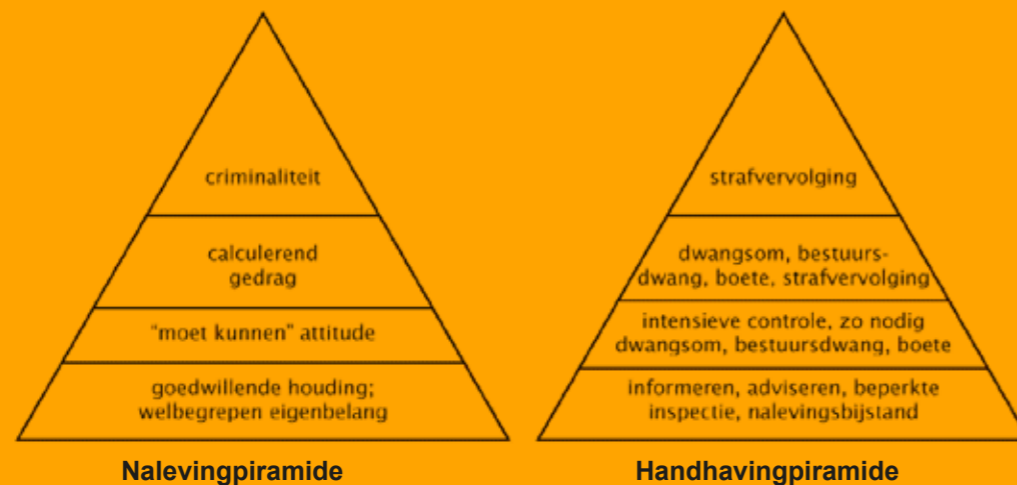 criminaliteit
calculerend
gedrag
"moet kunnen" attitude
goedwillende houding;
welbegrepen eigenbelang
Nalevingpiramide
strafvervolging
dwangsom, bestuurs-
dwang, boete, strafvervolging
intensieve controle, zo nodig
dwangsom, bestuursdwang, boete
informeren, adviseren, beperkte
inspectie, nalevingsbijstand
Handhavingpiramide